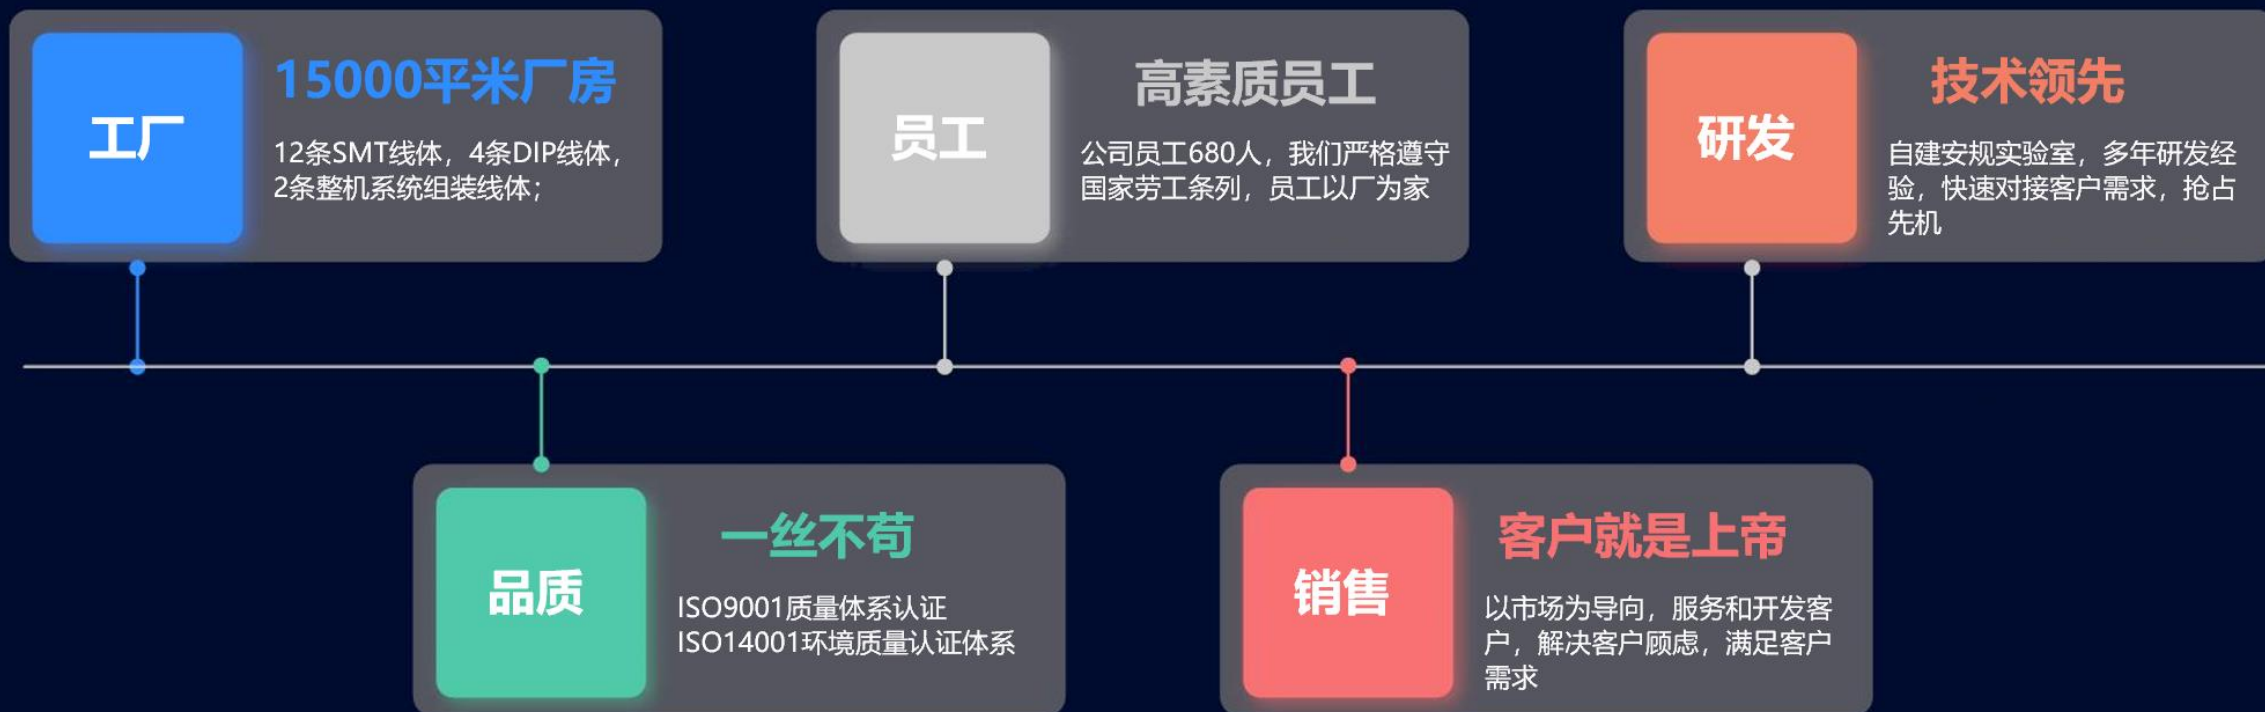 工厂
15000平米厂房
12条SMT线体，4条DIP线体，
2条整机系统组装线体；
员工
高素质员工
公司员工680人，我们严格遵守
国家劳工条列，员工以厂为家
研发
技术领先
自建安规实验室，多年研发经
验，快速对接客户需求，抢占
先机
品质
一丝不苟
ISO9001质量体系认证
ISO14001环境质量认证体系
销售
客户就是上帝
以市场为导向，服务和开发客
户，解决客户顾虑，满足客户
需求